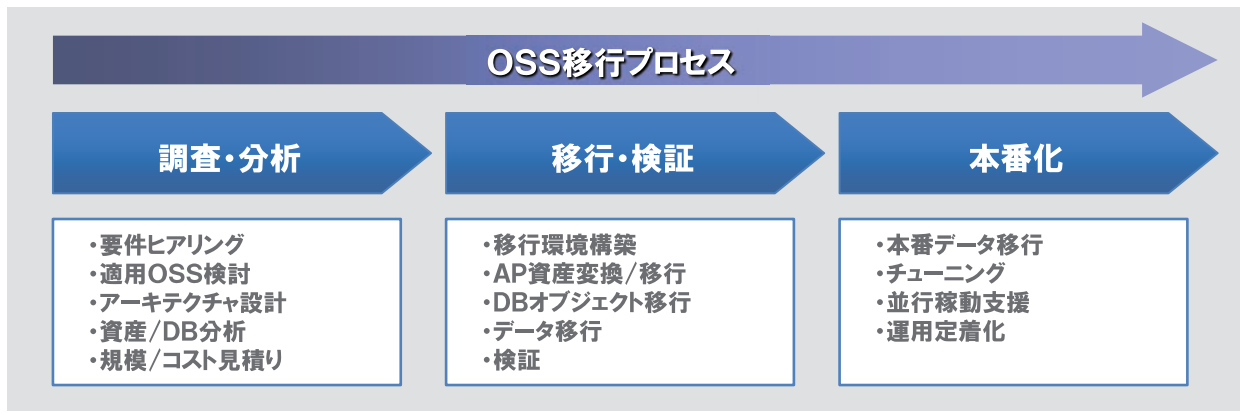 OSS移行プロセス
調査・分析
移行・検証
本番化
・要件ヒアリング
・適用OSS検討
・アーキテクチャ設計
・資産/DB分析
・規模/コスト見積り
・移行環境構築
・AP資産変換/移行
・DBオブジェクト移行
・データ移行
・検証
・本番データ移行
・チューニング
・並行稼動支援
・運用定着化